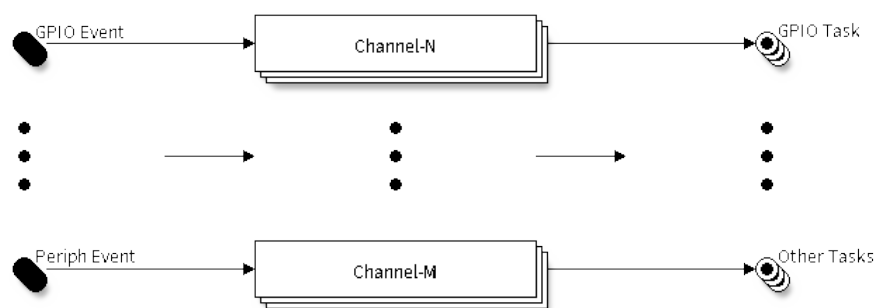 GPIO Event
Channel-N
GPIO Task
Periph Event
Channel-M
Other Tasks